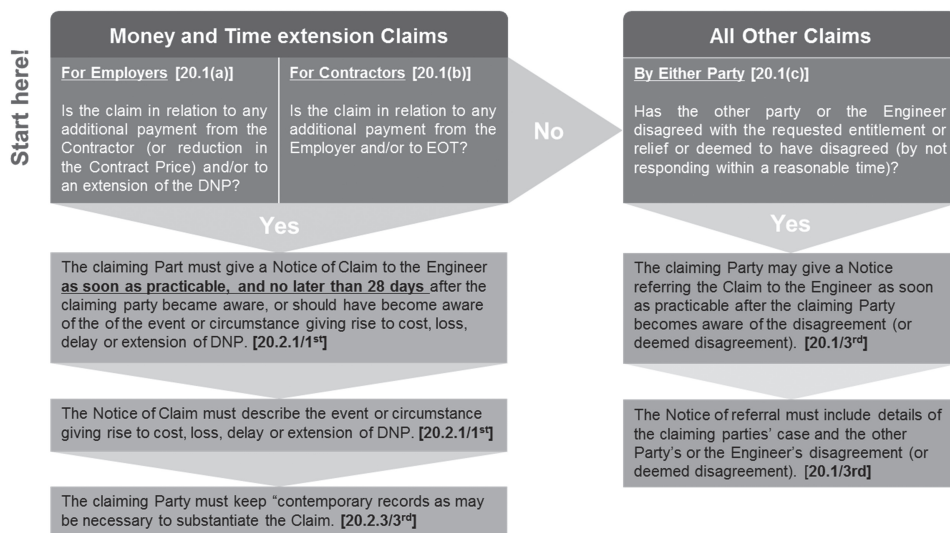 Start here!
Money and Time extension Claims
For Employers [20.1(a)]
Is the claim in relation to any
additional payment from the
Contractor (or reduction in
the Contract Price) and/or to
an extension of the DNP?
For Contractors [20.1(b)]
Is the claim in relation to any
additional payment from the
Employer and/or to EOT?
No
Yes
The claiming Part must give a Notice of Claim to the Engineer
as soon as practicable, and no later than 28 days after the
claiming party became aware, or should have become aware
of the of the event or circumstance giving rise to cost, loss,
delay or extension of DNP. [20.2.1/1st]
The Notice of Claim must describe the event or circumstance
giving rise to cost, loss, delay or extension of DNP. [20.2.1/1st]
The claiming Party must keep “contemporary records as may
be necessary to substantiate the Claim. [20.2.3/3rd]
All Other Claims
By Either Party [20.1(c)]
Has the other party or the Engineer
disagreed with the requested entitlement or
relief or deemed to have disagreed (by not
responding within a reasonable time)?
Yes
The claiming Party may give a Notice
referring the Claim to the Engineer as soon
as practicable after the claiming Party
becomes aware of the disagreement (or
deemed disagreement). [20.1/3rd]
The Notice of referral must include details of
the claiming parties’ case and the other
Party’s or the Engineer’s disagreement (or
deemed disagreement). [20.1/3rd]